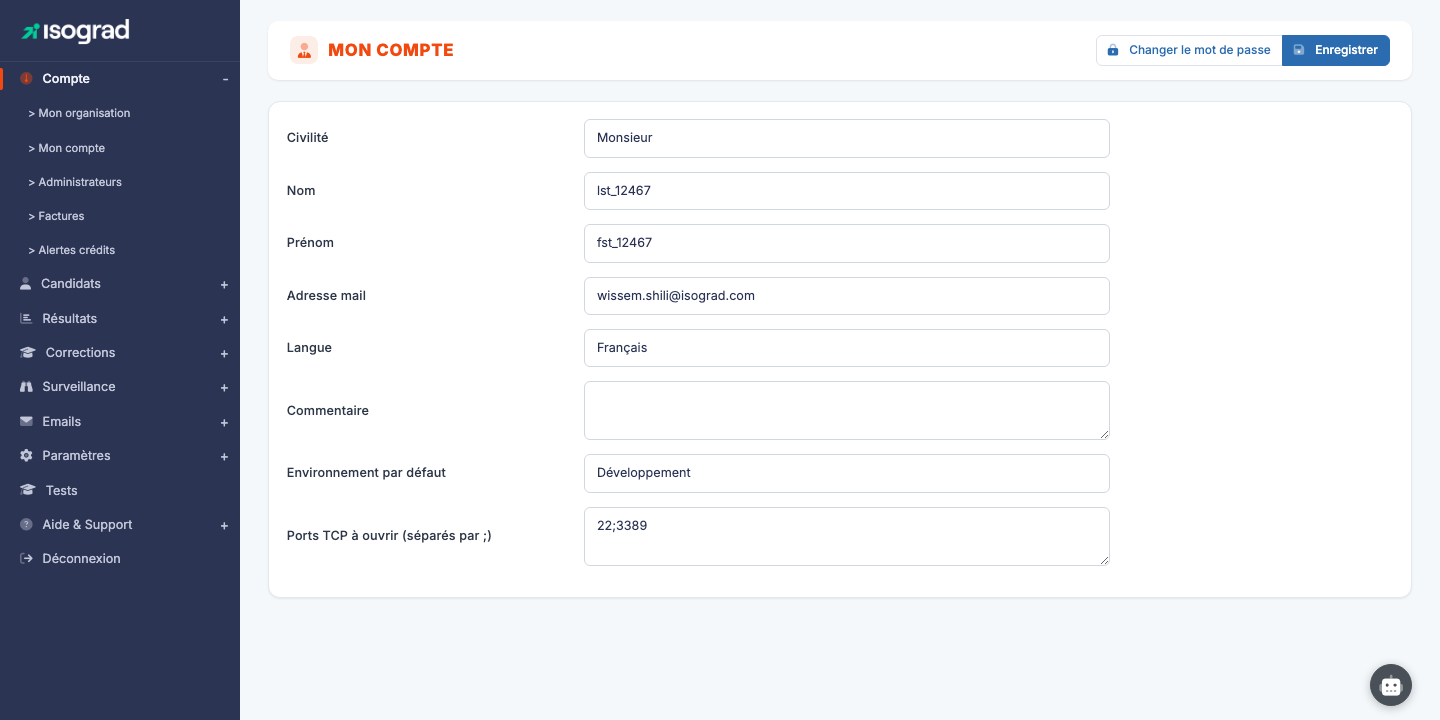 isograd
MON COMPTE
Changer le mot de passe
Enregistrer
Compte -
> Mon organisation
> Mon compte
> Administrateurs
> Factures
> Alertes crédits
Candidats +
Résultats +
Corrections +
Surveillance +
Emails +
Paramètres +
Tests
Aide & Support +
Déconnexion
Civilité Monsieur
Nom lst_12467
Prénom fst_12467
Adresse mail wissem.shili@isograd.com
Langue Français
Commentaire
Environnement par défaut Développement
Ports TCP à ouvrir (séparés par ;) 22;3389